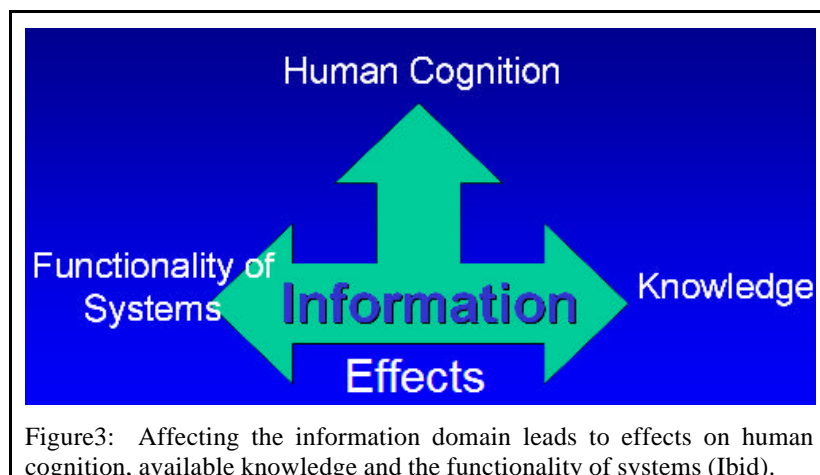 Human Cognition
Functionality of
Systems
Information
Knowledge
Effects
Figure3: Affecting the information domain leads to effects on human
cognition, available knowledge and the functionality of systems (Ibid).